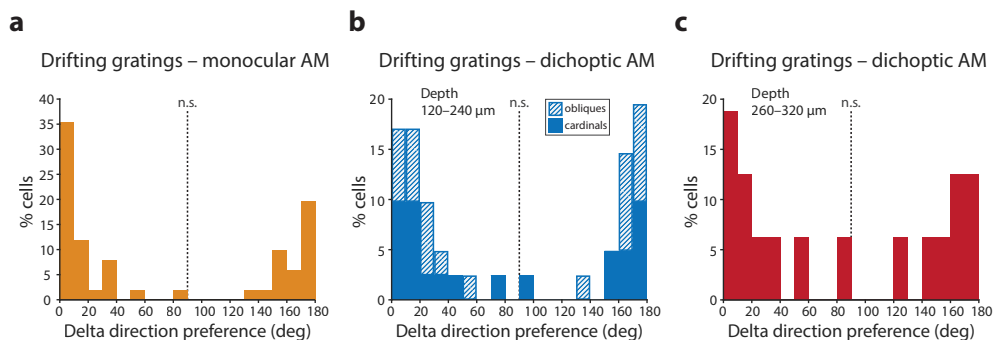 a
Drifting gratings – monocular AM
n.s.
% cells
40
35
30
25
20
15
10
5
0
0 20 40 60 80 100 120 140 160 180
Delta direction preference (deg)
b
Drifting gratings – dichoptic AM
Depth
120–240 μm
n.s.
obliques
cardinals
% cells
20
15
10
5
0
0 20 40 60 80 100 120 140 160 180
Delta direction preference (deg)
c
Drifting gratings – dichoptic AM
Depth
260–320 μm
n.s.
% cells
20
15
10
5
0
0 20 40 60 80 100 120 140 160 180
Delta direction preference (deg)